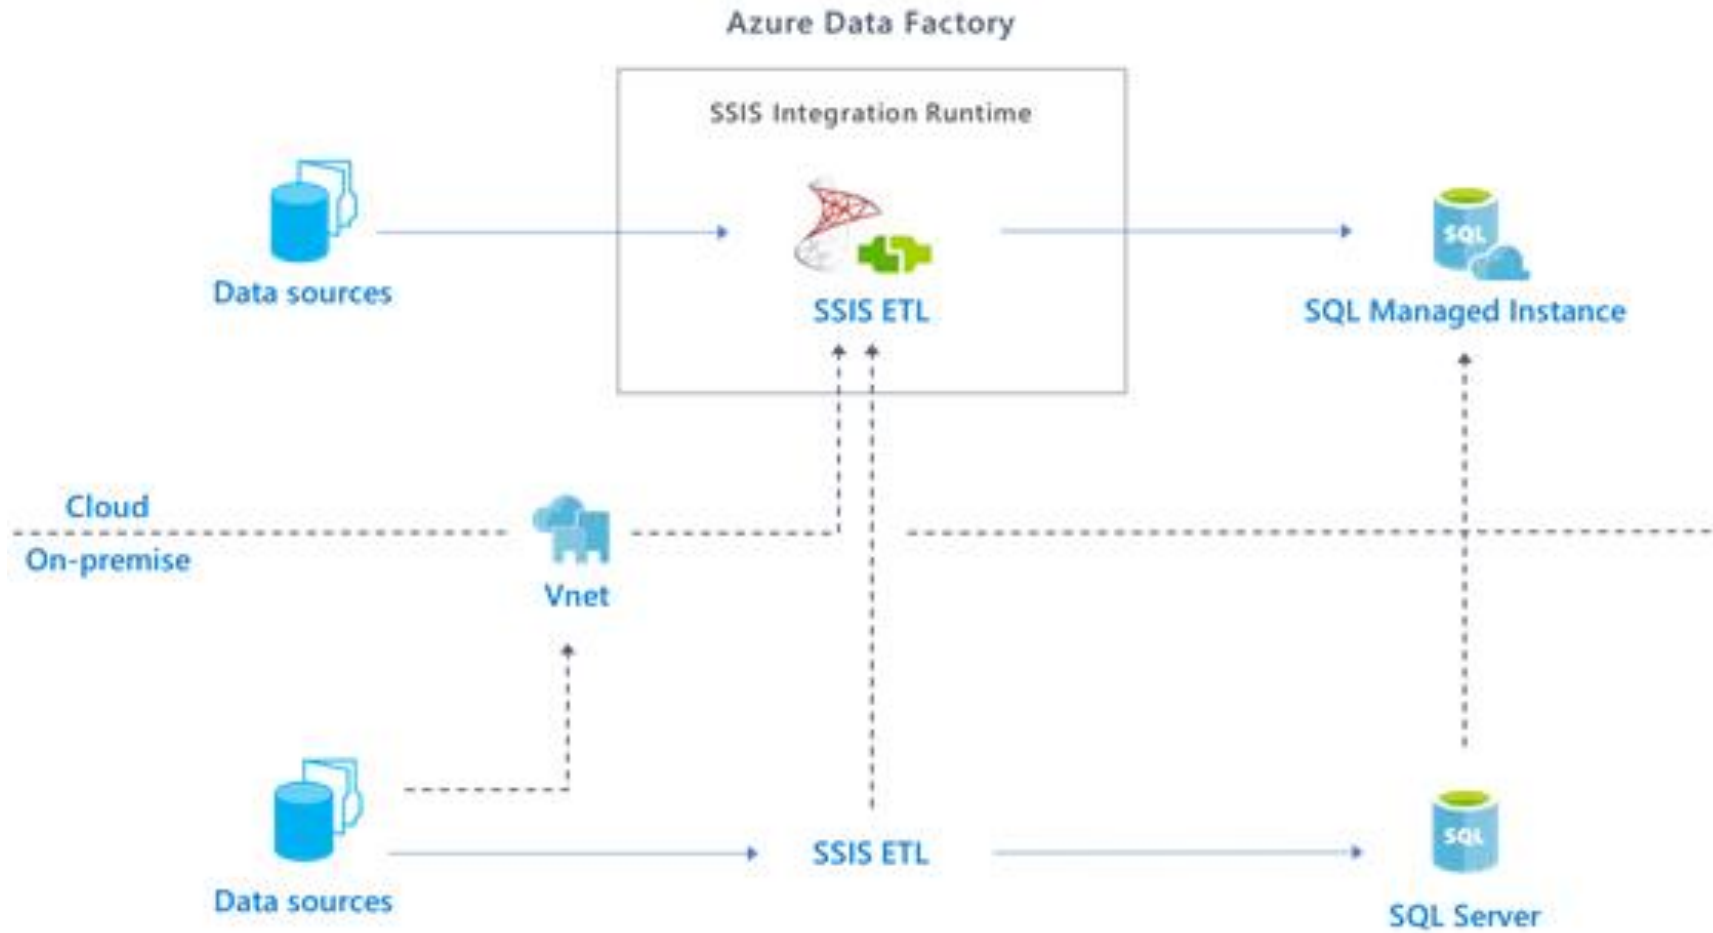 Azure Data Factory
SSIS Integration Runtime
Data sources
SSIS ETL
SQL
SQL Managed Instance
Cloud
On-premise
Vnet
Data sources
SSIS ETL
SQL
SQL Server